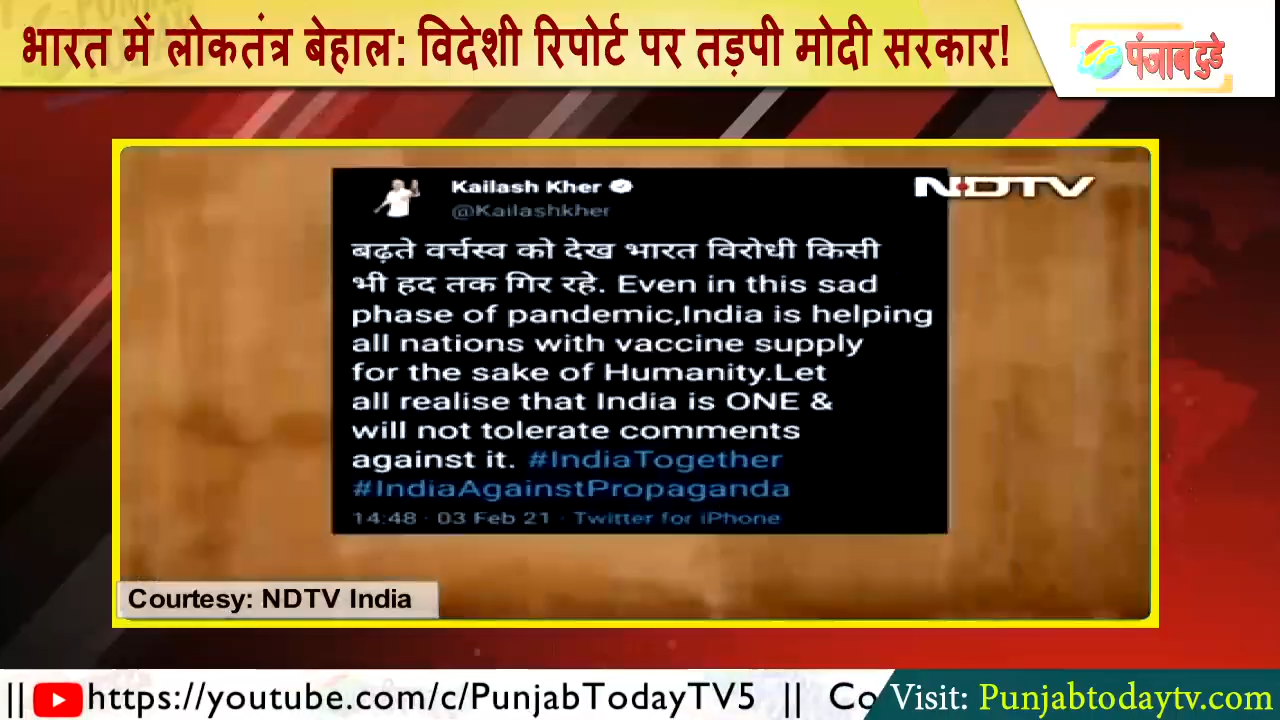 भारत में लोकतंत्र बेहाल: विदेशी रिपोर्ट पर तड़पी मोदी सरकार!
पंजाब टुडे
NDTV
Kailash Kher
@Kailashkher
बढ़ते वर्चस्व को देख भारत विरोधी किसी
भी हद तक गिर रहे. Even in this sad
phase of pandemic,India is helping
all nations with vaccine supply
for the sake of Humanity.Let
all realise that India is ONE &
will not tolerate comments
against it. #IndiaTogether
#IndiaAgainstPropaganda
14:48 · 03 Feb 21 · Twitter for iPhone
Courtesy: NDTV India
|| https://youtube.com/c/PunjabTodayTV5 || Co
Visit: Punjabtodaytv.com